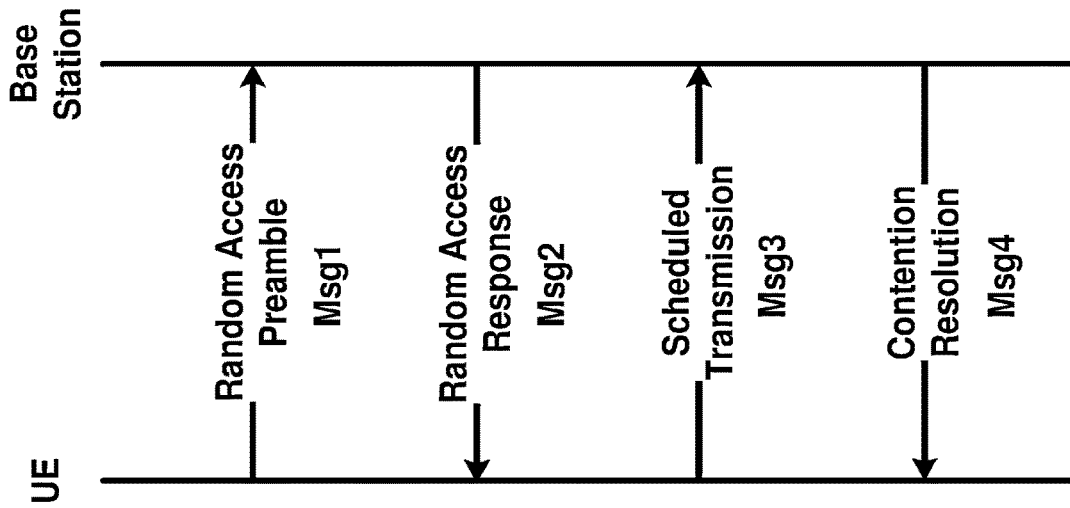 UE
Base
Station
Random Access
Preamble
Msg1
Random Access
Response
Msg2
Scheduled
Transmission
Msg3
Contention
Resolution
Msg4